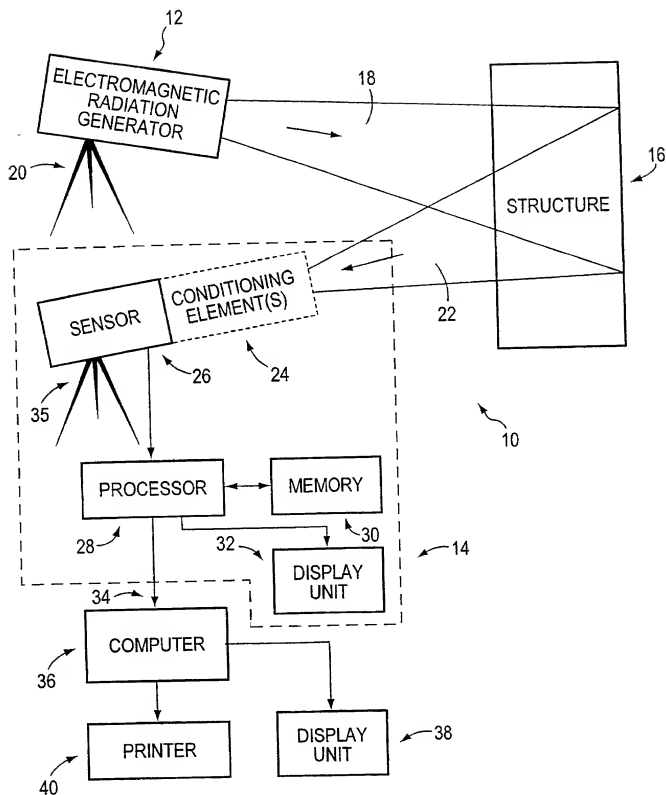 12
ELECTROMAGNETIC
RADIATION
GENERATOR
18
20
16
STRUCTURE
CONDITIONING
ELEMENT(S)
SENSOR
22
26
24
35
10
PROCESSOR
MEMORY
28
30
32
14
DISPLAY
UNIT
34
COMPUTER
36
PRINTER
DISPLAY
UNIT
38
40